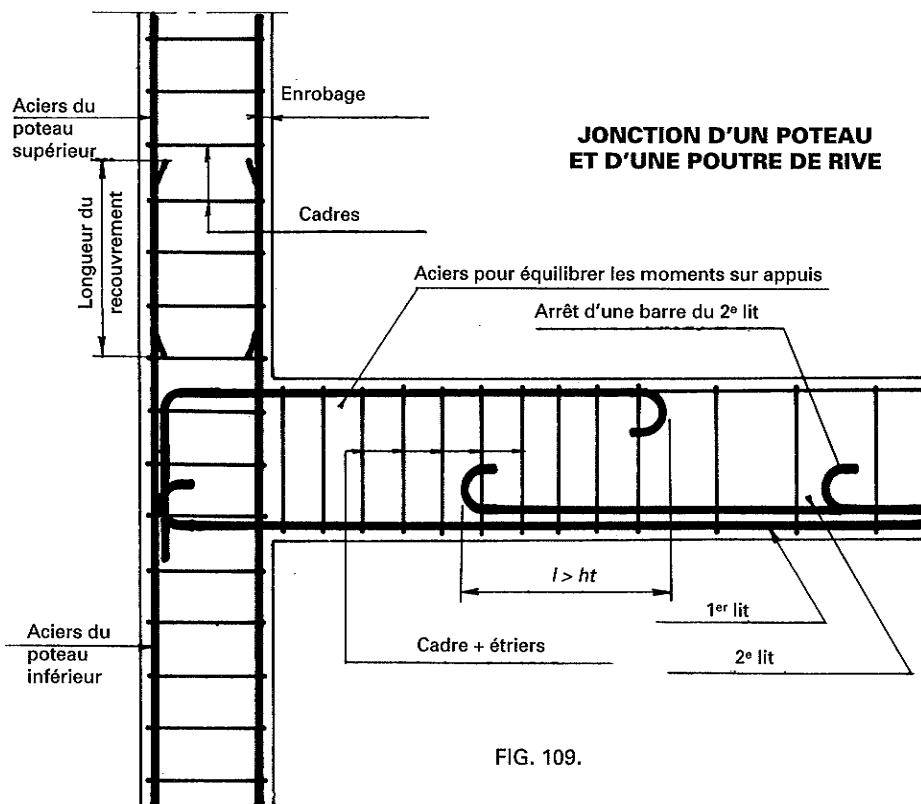 Aciers du
poteau
supérieur
Enrobage
JONCTION D'UN POTEAU
ET D'UNE POUTRE DE RIVE
Longueur du
recouvrement
Cadres
Aciers pour équilibrer les moments sur appuis
Arrêt d'une barre du 2e lit
l > ht
1er lit
Aciers du
poteau
inférieur
Cadre + étriers
2e lit
FIG. 109.